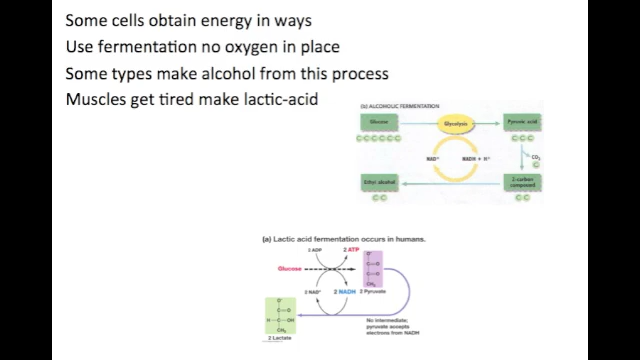 Some cells obtain energy in ways
Use fermentation no oxygen in place
Some types make alcohol from this process
Muscles get tired make lactic-acid
(b) ALCOHOLIC FERMENTATION
Glucose
Glycolysis
Pyruvic acid
C C C C C C
C C C
NAD⁺
NADH + H⁺
CO₂
C
Ethyl alcohol
2-carbon compound
C C
C C
(a) Lactic acid fermentation occurs in humans.
2 ADP
2 ATP
Glucose
O⁻
C=O
C=O
CH₃
2 NAD⁺
2 NADH
2 Pyruvate
O⁻
C=O
H-C-OH
CH₃
2 Lactate
No intermediate;
pyruvate accepts
electrons from NADH